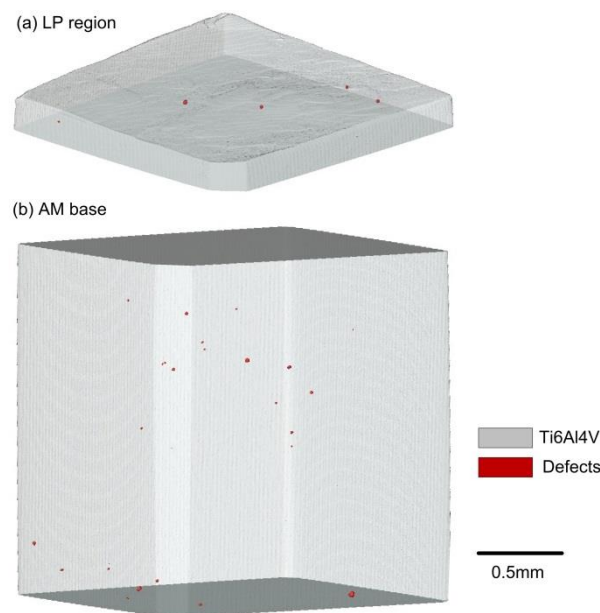 (a) LP region
(b) AM base
Ti6Al4V
Defects
0.5mm